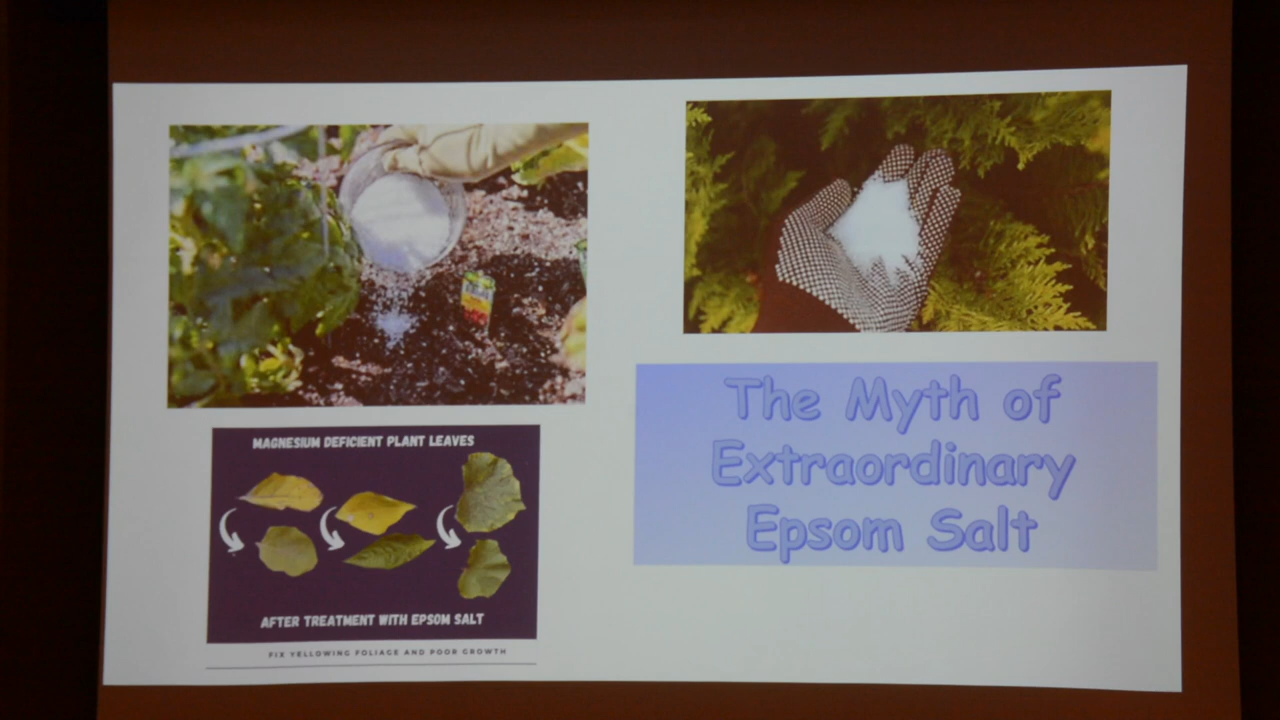 MAGNESIUM DEFICIENT PLANT LEAVES
AFTER TREATMENT WITH EPSOM SALT
FIX YELLOWING FOLIAGE AND POOR GROWTH
The Myth of
Extraordinary
Epsom Salt